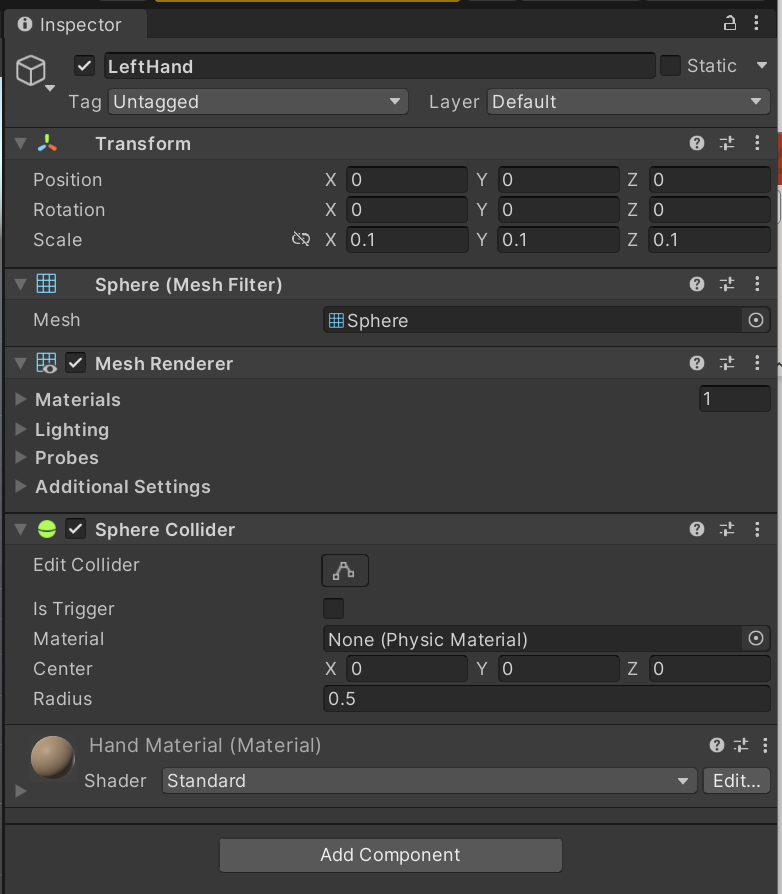 Inspector
LeftHand Static
Tag Untagged Layer Default
Transform
Position X 0 Y 0 Z 0
Rotation X 0 Y 0 Z 0
Scale X 0.1 Y 0.1 Z 0.1
Sphere (Mesh Filter)
Mesh Sphere
Mesh Renderer
Materials 1
Lighting
Probes
Additional Settings
Sphere Collider
Edit Collider
Is Trigger
Material None (Physic Material)
Center X 0 Y 0 Z 0
Radius 0.5
Hand Material (Material)
Shader Standard Edit...
Add Component